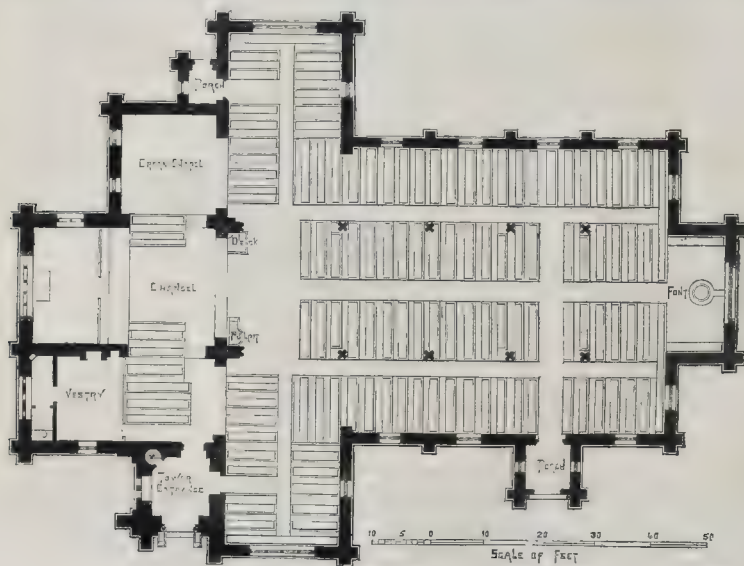 PORCH
CHANCEL
DESK
PULPIT
FONT
VESTRY
TOWER
ENTRANCE
PORCH
10 5 0 10 20 30 40 50
SCALE OF FEET